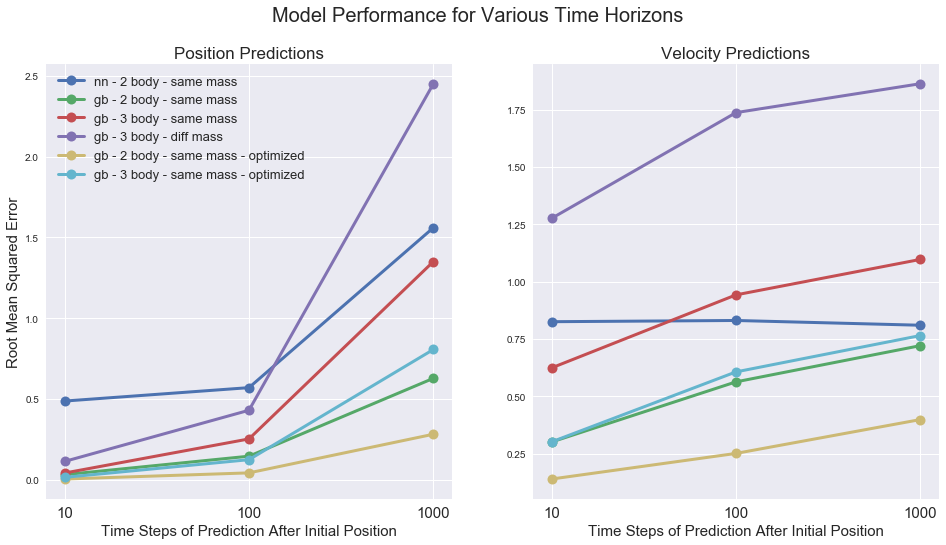 Model Performance for Various Time Horizons
Position Predictions
Root Mean Squared Error
2.5
2.0
1.5
1.0
0.5
0.0
nn - 2 body - same mass
gb - 2 body - same mass
gb - 3 body - same mass
gb - 3 body - diff mass
gb - 2 body - same mass - optimized
gb - 3 body - same mass - optimized
10 100 1000
Time Steps of Prediction After Initial Position
Velocity Predictions
1.75
1.50
1.25
1.00
0.75
0.50
0.25
10 100 1000
Time Steps of Prediction After Initial Position